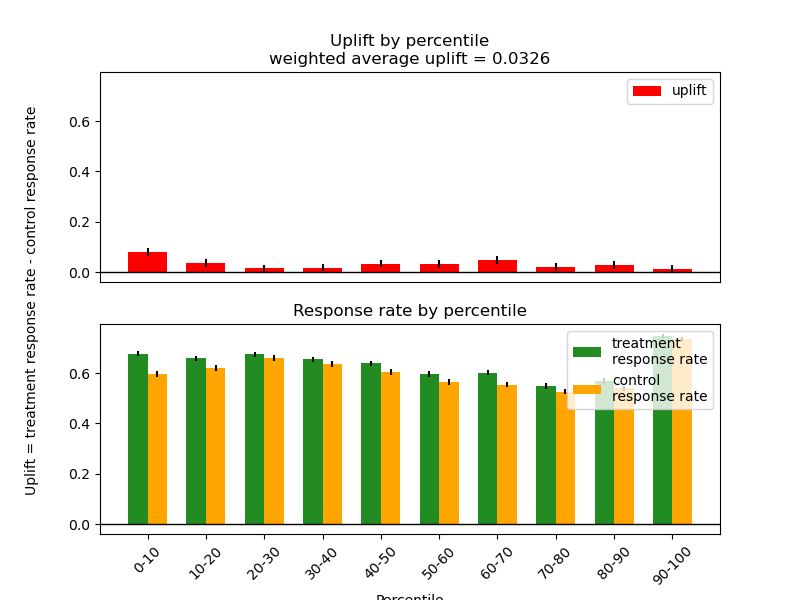 Uplift by percentile
weighted average uplift = 0.0326
uplift
0.6
0.4
0.2
0.0
Uplift = treatment response rate - control response rate
Response rate by percentile
treatment
response rate
control
response rate
0.6
0.4
0.2
0.0
0-10
10-20
20-30
30-40
40-50
50-60
60-70
70-80
80-90
90-100
Percentile